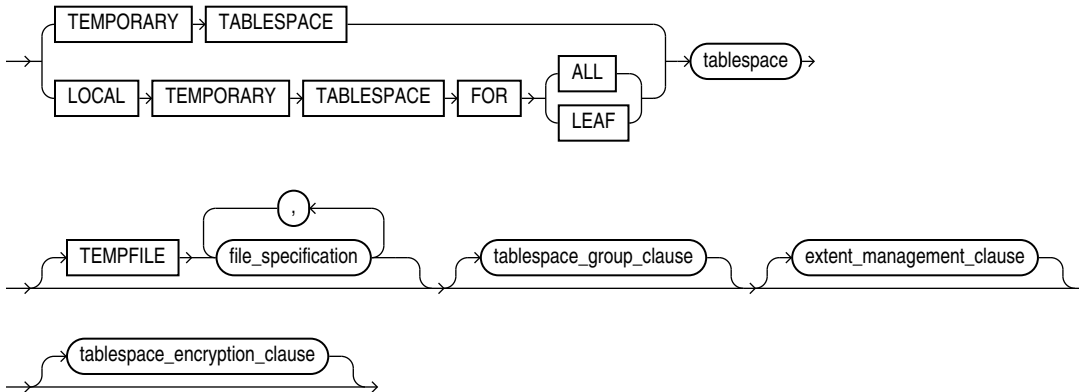 TEMPORARY TABLESPACE
tablespace
LOCAL TEMPORARY TABLESPACE FOR
ALL
LEAF
,
TEMPFILE file_specification tablespace_group_clause extent_management_clause
tablespace_encryption_clause